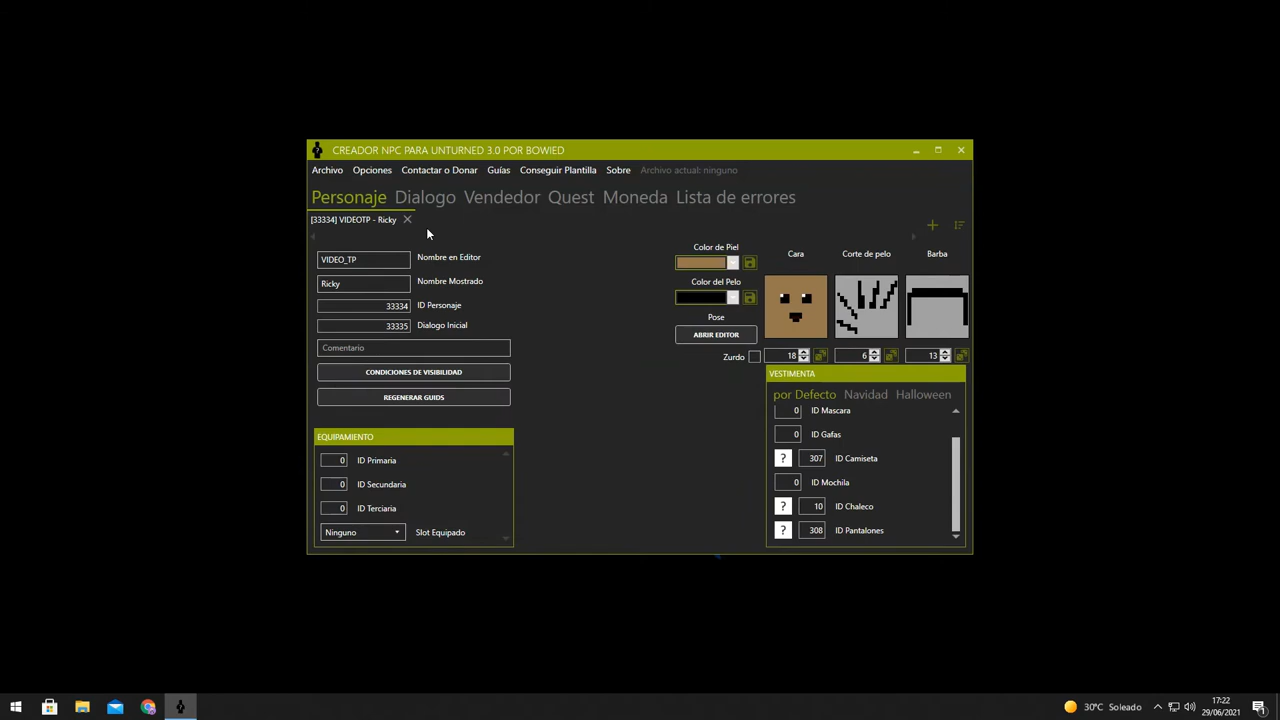 CREADOR NPC PARA UNTURNED 3.0 POR BOWIED
Archivo Opciones Contactar o Donar Guías Conseguir Plantilla Sobre Archivo actual: ninguno
Personaje Dialogo Vendedor Quest Moneda Lista de errores
[33334] VIDEOTP - Ricky
VIDEO_TP Nombre en Editor
Ricky Nombre Mostrado
33334 ID Personaje
33335 Dialogo Inicial
Comentario
CONDICIONES DE VISIBILIDAD
REGENERAR GUIDS
EQUIPAMIENTO
0 ID Primaria
0 ID Secundaria
0 ID Terciaria
Ninguno Slot Equipado
Color de Piel
Color del Pelo
Pose
ABRIR EDITOR
Zurdo
Cara Corte de pelo Barba
18 6 13
VESTIMENTA
por Defecto Navidad Halloween
0 ID Mascara
0 ID Gafas
? 307 ID Camiseta
0 ID Mochila
? 10 ID Chaleco
? 308 ID Pantalones
30°C Soleado
17:22
29/06/2021
1